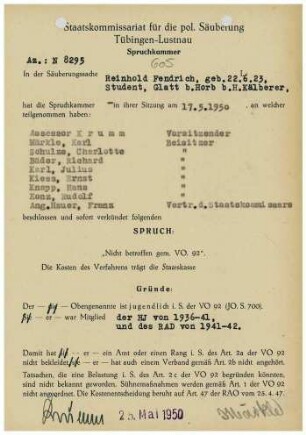 Staatskommissariat für die pol. Säuberung
Tübingen-Lustnau
Spruchkammer
Az.: N 8295
In der Säuberungssache Reinhold Fendrich, geb.22.6.23,
Student, Glatt b.Horb b.H.Kälberer,
hat die Spruchkammer in ihrer Sitzung am 17.5.1950 an welcher
teilgenommen haben:
Assessor K r u m m Vorsitzender
Märkle, Karl Beisitzer
Schulze, Charlotte "
Bäder, Richard "
Karl, Julius "
Kiess, Ernst "
Knapp, Hans "
Konz, Rudolf "
Ang.Hauer, Franz Vertr.d.Staatskommissars
beschlossen und sofort verkündet folgenden
SPRUCH:
„Nicht betroffen gem. VO. 92"
Die Kosten des Verfahrens trägt die Staatskasse
Gründe:
Der Obengenannte ist jugendlich i. S. der VO 92 (JO. S. 700)
er war Mitglied der HJ von 1936-41,
und des RAD von 1941-42.
Damit hat er ein Amt oder einen Rang i. S. des Art. 2a der VO 92
nicht bekleidet er hat auch einem Verband gemäß Art. 2b nicht angehört.
Tatsachen, die eine Belastung i. S. des Art. 2c der VO 92 begründen könnten,
sind nicht bekannt geworden. Sühnemaßnahmen werden gemäß Art. 1 der VO 92
nicht angeordnet. Die Kostenentscheidung beruht auf Art. 47 der RAO vom 25. 4. 47.
Krumm 25. Mai 1950 Märkle